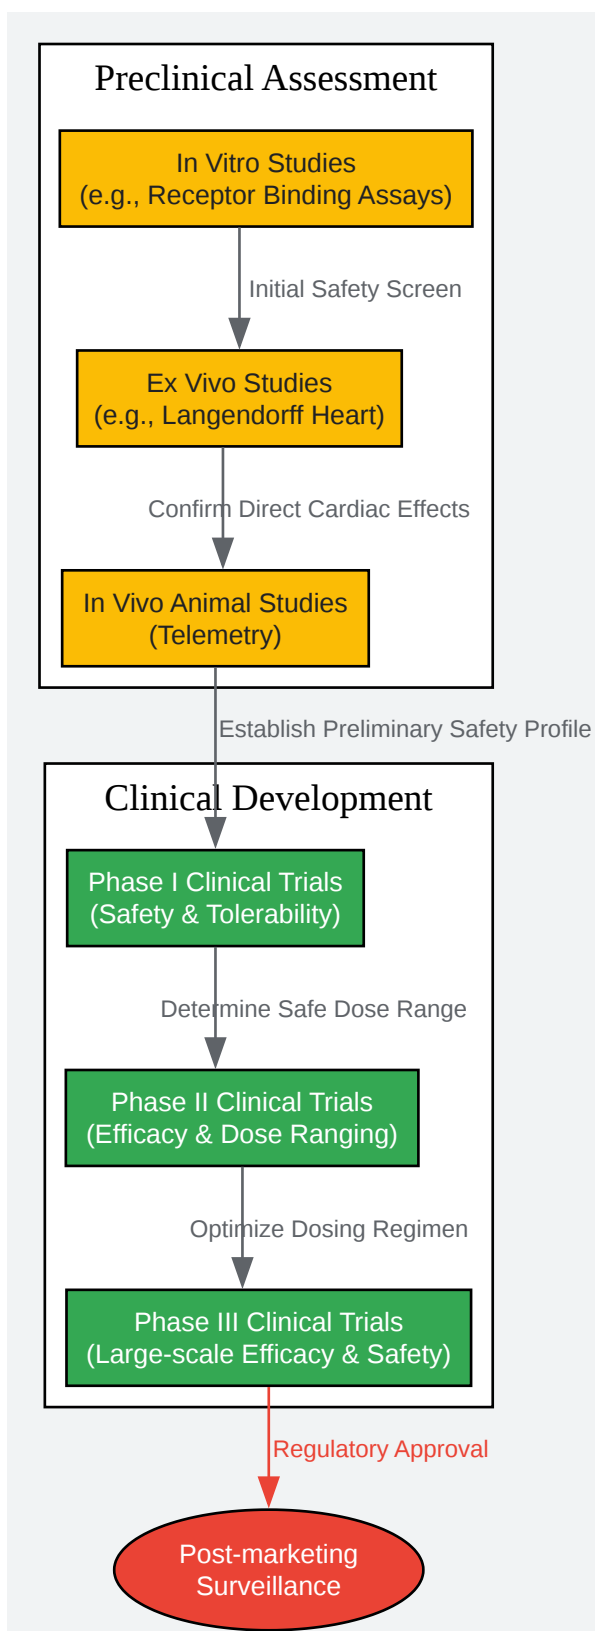 Preclinical Assessment
In Vitro Studies
(e.g., Receptor Binding Assays)
Initial Safety Screen
Ex Vivo Studies
(e.g., Langendorff Heart)
Confirm Direct Cardiac Effects
In Vivo Animal Studies
(Telemetry)
Establish Preliminary Safety Profile
Clinical Development
Phase I Clinical Trials
(Safety & Tolerability)
Determine Safe Dose Range
Phase II Clinical Trials
(Efficacy & Dose Ranging)
Optimize Dosing Regimen
Phase III Clinical Trials
(Large-scale Efficacy & Safety)
Regulatory Approval
Post-marketing
Surveillance